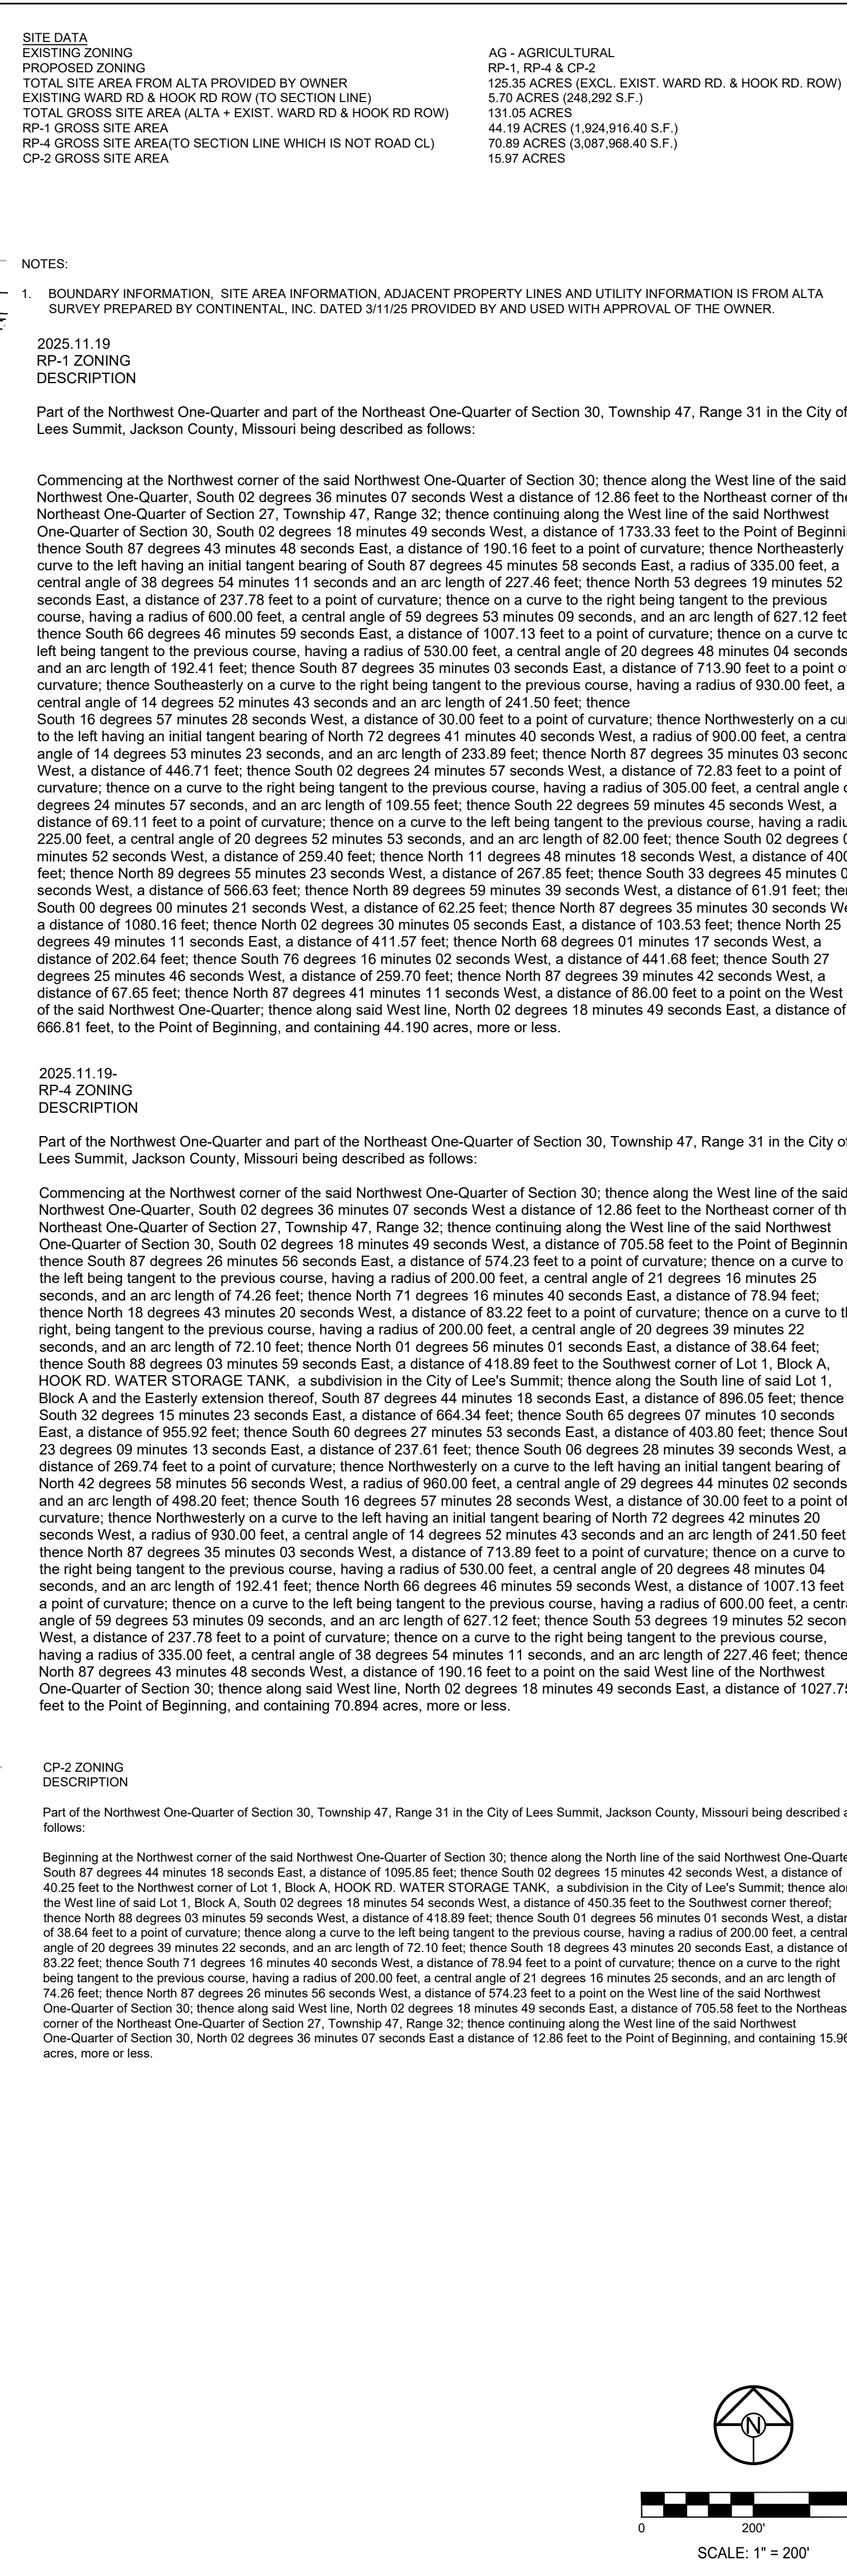 SITE DATA
EXISTING ZONING AG - AGRICULTURAL
PROPOSED ZONING RP-1, RP-4 & CP-2
TOTAL SITE AREA FROM ALTA PROVIDED BY OWNER 125.35 ACRES (EXCL. EXIST. WARD RD. & HOOK RD. ROW)
EXISTING WARD RD & HOOK RD ROW (TO SECTION LINE) 5.70 ACRES (248,292 S.F.)
TOTAL GROSS SITE AREA (ALTA + EXIST. WARD RD & HOOK RD ROW) 131.05 ACRES
RP-1 GROSS SITE AREA 44.19 ACRES (1,924,916.40 S.F.)
RP-4 GROSS SITE AREA(TO SECTION LINE WHICH IS NOT ROAD CL) 70.89 ACRES (3,087,968.40 S.F.)
CP-2 GROSS SITE AREA 15.97 ACRES
NOTES:
1. BOUNDARY INFORMATION, SITE AREA INFORMATION, ADJACENT PROPERTY LINES AND UTILITY INFORMATION IS FROM ALTA
SURVEY PREPARED BY CONTINENTAL, INC. DATED 3/11/25 PROVIDED BY AND USED WITH APPROVAL OF THE OWNER.
2025.11.19
RP-1 ZONING
DESCRIPTION
Part of the Northwest One-Quarter and part of the Northeast One-Quarter of Section 30, Township 47, Range 31 in the City of
Lees Summit, Jackson County, Missouri being described as follows:
Commencing at the Northwest corner of the said Northwest One-Quarter of Section 30; thence along the West line of the said
Northwest One-Quarter, South 02 degrees 36 minutes 07 seconds West a distance of 12.86 feet to the Northeast corner of the
Northeast One-Quarter of Section 27, Township 47, Range 32; thence continuing along the West line of the said Northwest
One-Quarter of Section 30, South 02 degrees 18 minutes 49 seconds West, a distance of 1733.33 feet to the Point of
thence South 87 degrees 43 minutes 48 seconds East, a distance of 190.16 feet to a point of curvature; thence Northeasterly
curve to the left having an initial tangent bearing of South 87 degrees 45 minutes 58 seconds East, a radius of 335.00 feet, a
central angle of 38 degrees 54 minutes 11 seconds and an arc length of 227.46 feet; thence North 53 degrees 19 minutes 52
seconds East, a distance of 237.78 feet to a point of curvature; thence on a curve to the right being tangent to the previous
course, having a radius of 600.00 feet, a central angle of 59 degrees 53 minutes 09 seconds, and an arc length of 627.12 feet
thence South 66 degrees 46 minutes 59 seconds East, a distance of 1007.13 feet to a point of curvature; thence on a curve to
left being tangent to the previous course, having a radius of 530.00 feet, a central angle of 20 degrees 48 minutes 04 seconds
and an arc length of 192.41 feet; thence South 87 degrees 35 minutes 03 seconds East, a distance of 713.90 feet to a point of
curvature; thence Southeasterly on a curve to the right being tangent to the previous course, having a radius of 930.00 feet, a
central angle of 14 degrees 52 minutes 43 seconds and an arc length of 241.50 feet; thence
South 16 degrees 57 minutes 28 seconds West, a distance of 30.00 feet to a point of curvature; thence Northwesterly on a
to the left having an initial tangent bearing of North 72 degrees 41 minutes 40 seconds West, a radius of 900.00 feet, a central
angle of 14 degrees 53 minutes 23 seconds, and an arc length of 233.89 feet; thence North 87 degrees 35 minutes 03
West, a distance of 446.71 feet; thence South 02 degrees 24 minutes 57 seconds West, a distance of 72.83 feet to a point of
curvature; thence on a curve to the right being tangent to the previous course, having a radius of 305.00 feet, a central angle
degrees 24 minutes 57 seconds, and an arc length of 109.55 feet; thence South 22 degrees 59 minutes 45 seconds West, a
distance of 69.11 feet to a point of curvature; thence on a curve to the left being tangent to the previous course, having a
225.00 feet, a central angle of 20 degrees 52 minutes 53 seconds, and an arc length of 82.00 feet; thence South 02 degrees
minutes 52 seconds West, a distance of 259.40 feet; thence North 11 degrees 48 minutes 18 seconds West, a distance of
feet; thence North 89 degrees 55 minutes 23 seconds West, a distance of 267.85 feet; thence South 33 degrees 45 minutes
seconds West, a distance of 566.63 feet; thence North 89 degrees 59 minutes 39 seconds West, a distance of 61.91 feet;
South 00 degrees 00 minutes 21 seconds West, a distance of 62.25 feet; thence North 87 degrees 35 minutes 30 seconds
a distance of 1080.16 feet; thence North 02 degrees 30 minutes 05 seconds East, a distance of 103.53 feet; thence North 25
degrees 49 minutes 11 seconds East, a distance of 411.57 feet; thence North 68 degrees 01 minutes 17 seconds West, a
distance of 202.64 feet; thence South 76 degrees 16 minutes 02 seconds West, a distance of 441.68 feet; thence South 27
degrees 25 minutes 46 seconds West, a distance of 259.70 feet; thence North 87 degrees 39 minutes 42 seconds West, a
distance of 67.65 feet; thence North 87 degrees 41 minutes 11 seconds West, a distance of 86.00 feet to a point on the West
of the said Northwest One-Quarter; thence along said West line, North 02 degrees 18 minutes 49 seconds East, a distance of
666.81 feet, to the Point of Beginning, and containing 44.190 acres, more or less.
2025.11.19-
RP-4 ZONING
DESCRIPTION
Part of the Northwest One-Quarter and part of the Northeast One-Quarter of Section 30, Township 47, Range 31 in the City of
Lees Summit, Jackson County, Missouri being described as follows:
Commencing at the Northwest corner of the said Northwest One-Quarter of Section 30; thence along the West line of the said
Northwest One-Quarter, South 02 degrees 36 minutes 07 seconds West a distance of 12.86 feet to the Northeast corner of
Northeast One-Quarter of Section 27, Township 47, Range 32; thence continuing along the West line of the said Northwest
One-Quarter of Section 30, South 02 degrees 18 minutes 49 seconds West, a distance of 705.58 feet to the Point of
thence South 87 degrees 26 minutes 56 seconds East, a distance of 574.23 feet to a point of curvature; thence on a curve to
the left being tangent to the previous course, having a radius of 200.00 feet, a central angle of 21 degrees 16 minutes 25
seconds, and an arc length of 74.26 feet; thence North 71 degrees 16 minutes 40 seconds East, a distance of 78.94 feet;
thence North 18 degrees 43 minutes 20 seconds West, a distance of 83.22 feet to a point of curvature; thence on a curve to
right, being tangent to the previous course, having a radius of 200.00 feet, a central angle of 20 degrees 39 minutes 22
seconds, and an arc length of 72.10 feet; thence North 01 degrees 56 minutes 01 seconds East, a distance of 38.64 feet;
thence South 88 degrees 03 minutes 59 seconds East, a distance of 418.89 feet to the Southwest corner of Lot 1, Block A,
HOOK RD. WATER STORAGE TANK, a subdivision in the City of Lee's Summit; thence along the South line of said Lot 1,
Block A and the Easterly extension thereof, South 87 degrees 44 minutes 18 seconds East, a distance of 896.05 feet; thence
South 32 degrees 15 minutes 23 seconds East, a distance of 664.34 feet; thence South 65 degrees 07 minutes 10 seconds
East, a distance of 955.92 feet; thence South 60 degrees 27 minutes 53 seconds East, a distance of 403.80 feet; thence
23 degrees 09 minutes 13 seconds East, a distance of 237.61 feet; thence South 06 degrees 28 minutes 39 seconds West, a
distance of 269.74 feet to a point of curvature; thence Northwesterly on a curve to the left having an initial tangent bearing of
North 42 degrees 58 minutes 56 seconds West, a radius of 960.00 feet, a central angle of 29 degrees 44 minutes 02 seconds
and an arc length of 498.20 feet; thence South 16 degrees 57 minutes 28 seconds West, a distance of 30.00 feet to a point of
curvature; thence Northwesterly on a curve to the left having an initial tangent bearing of North 72 degrees 42 minutes 20
seconds West, a radius of 930.00 feet, a central angle of 14 degrees 52 minutes 43 seconds and an arc length of 241.50 feet
thence North 87 degrees 35 minutes 03 seconds West, a distance of 713.89 feet to a point of curvature; thence on a curve to
the right being tangent to the previous course, having a radius of 530.00 feet, a central angle of 20 degrees 48 minutes 04
seconds, and an arc length of 192.41 feet; thence North 66 degrees 46 minutes 59 seconds West, a distance of 1007.13 feet
a point of curvature; thence on a curve to the left being tangent to the previous course, having a radius of 600.00 feet, a
angle of 59 degrees 53 minutes 09 seconds, and an arc length of 627.12 feet; thence South 53 degrees 19 minutes 52
West, a distance of 237.78 feet to a point of curvature; thence on a curve to the right being tangent to the previous course,
having a radius of 335.00 feet, a central angle of 38 degrees 54 minutes 11 seconds, and an arc length of 227.46 feet; thence
North 87 degrees 43 minutes 48 seconds West, a distance of 190.16 feet to a point on the said West line of the Northwest
One-Quarter of Section 30; thence along said West line, North 02 degrees 18 minutes 49 seconds East, a distance of 1027.75
feet to the Point of Beginning, and containing 70.894 acres, more or less.
CP-2 ZONING
DESCRIPTION
Part of the Northwest One-Quarter of Section 30, Township 47, Range 31 in the City of Lees Summit, Jackson County, Missouri being described
follows:
Beginning at the Northwest corner of the said Northwest One-Quarter of Section 30; thence along the North line of the said Northwest
South 87 degrees 44 minutes 18 seconds East, a distance of 1095.85 feet; thence South 02 degrees 15 minutes 42 seconds West, a distance of
40.25 feet to the Northwest corner of Lot 1, Block A, HOOK RD. WATER STORAGE TANK, a subdivision in the City of Lee's Summit; thence
the West line of said Lot 1, Block A, South 02 degrees 18 minutes 54 seconds West, a distance of 450.35 feet to the Southwest corner thereof;
thence North 88 degrees 03 minutes 59 seconds West, a distance of 418.89 feet; thence South 01 degrees 56 minutes 01 seconds West, a
of 38.64 feet to a point of curvature; thence along a curve to the left being tangent to the previous course, having a radius of 200.00 feet, a central
angle of 20 degrees 39 minutes 22 seconds, and an arc length of 72.10 feet; thence South 18 degrees 43 minutes 20 seconds East, a distance of
83.22 feet; thence South 71 degrees 16 minutes 40 seconds West, a distance of 78.94 feet to a point of curvature; thence on a curve to the right
being tangent to the previous course, having a radius of 200.00 feet, a central angle of 21 degrees 16 minutes 25 seconds, and an arc length of
74.26 feet; thence North 87 degrees 26 minutes 56 seconds West, a distance of 574.23 feet to a point on the West line of the said Northwest
One-Quarter of Section 30; thence along said West line, North 02 degrees 18 minutes 49 seconds East, a distance of 705.58 feet to the
corner of the Northeast One-Quarter of Section 27, Township 47, Range 32; thence continuing along the West line of the said Northwest
One-Quarter of Section 30, North 02 degrees 36 minutes 07 seconds East a distance of 12.86 feet to the Point of Beginning, and containing
acres, more or less.
N
0 200'
SCALE: 1" = 200'